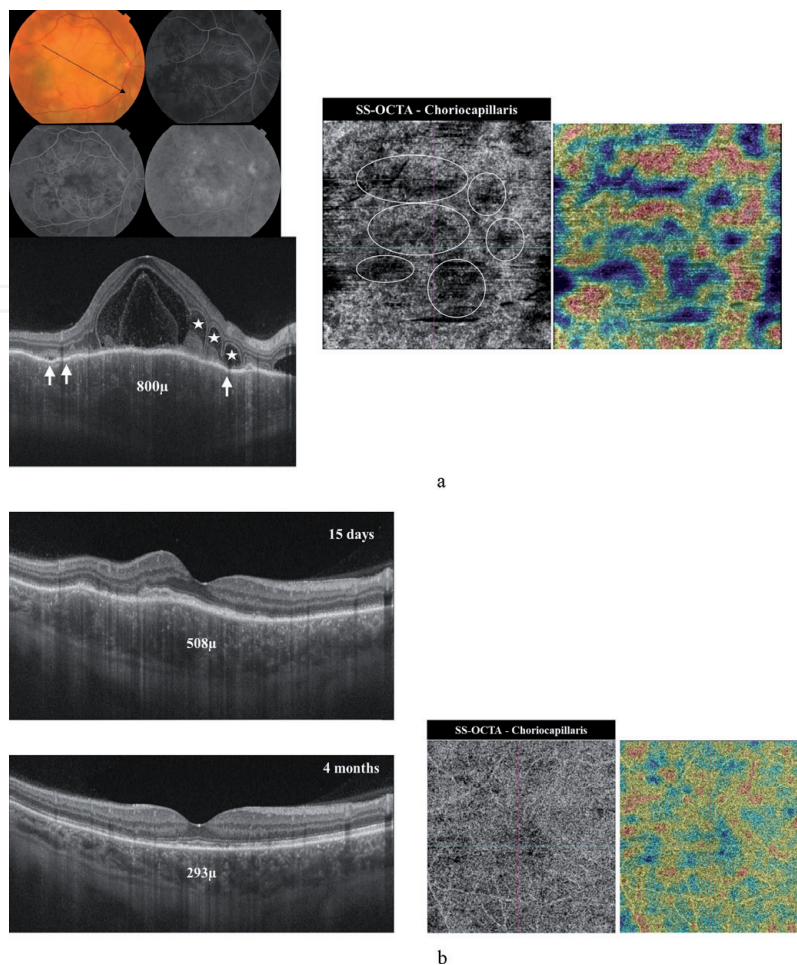 SS-OCTA - Choriocapillaris
800µ
a
15 days
508µ
SS-OCTA - Choriocapillaris
4 months
293µ
b